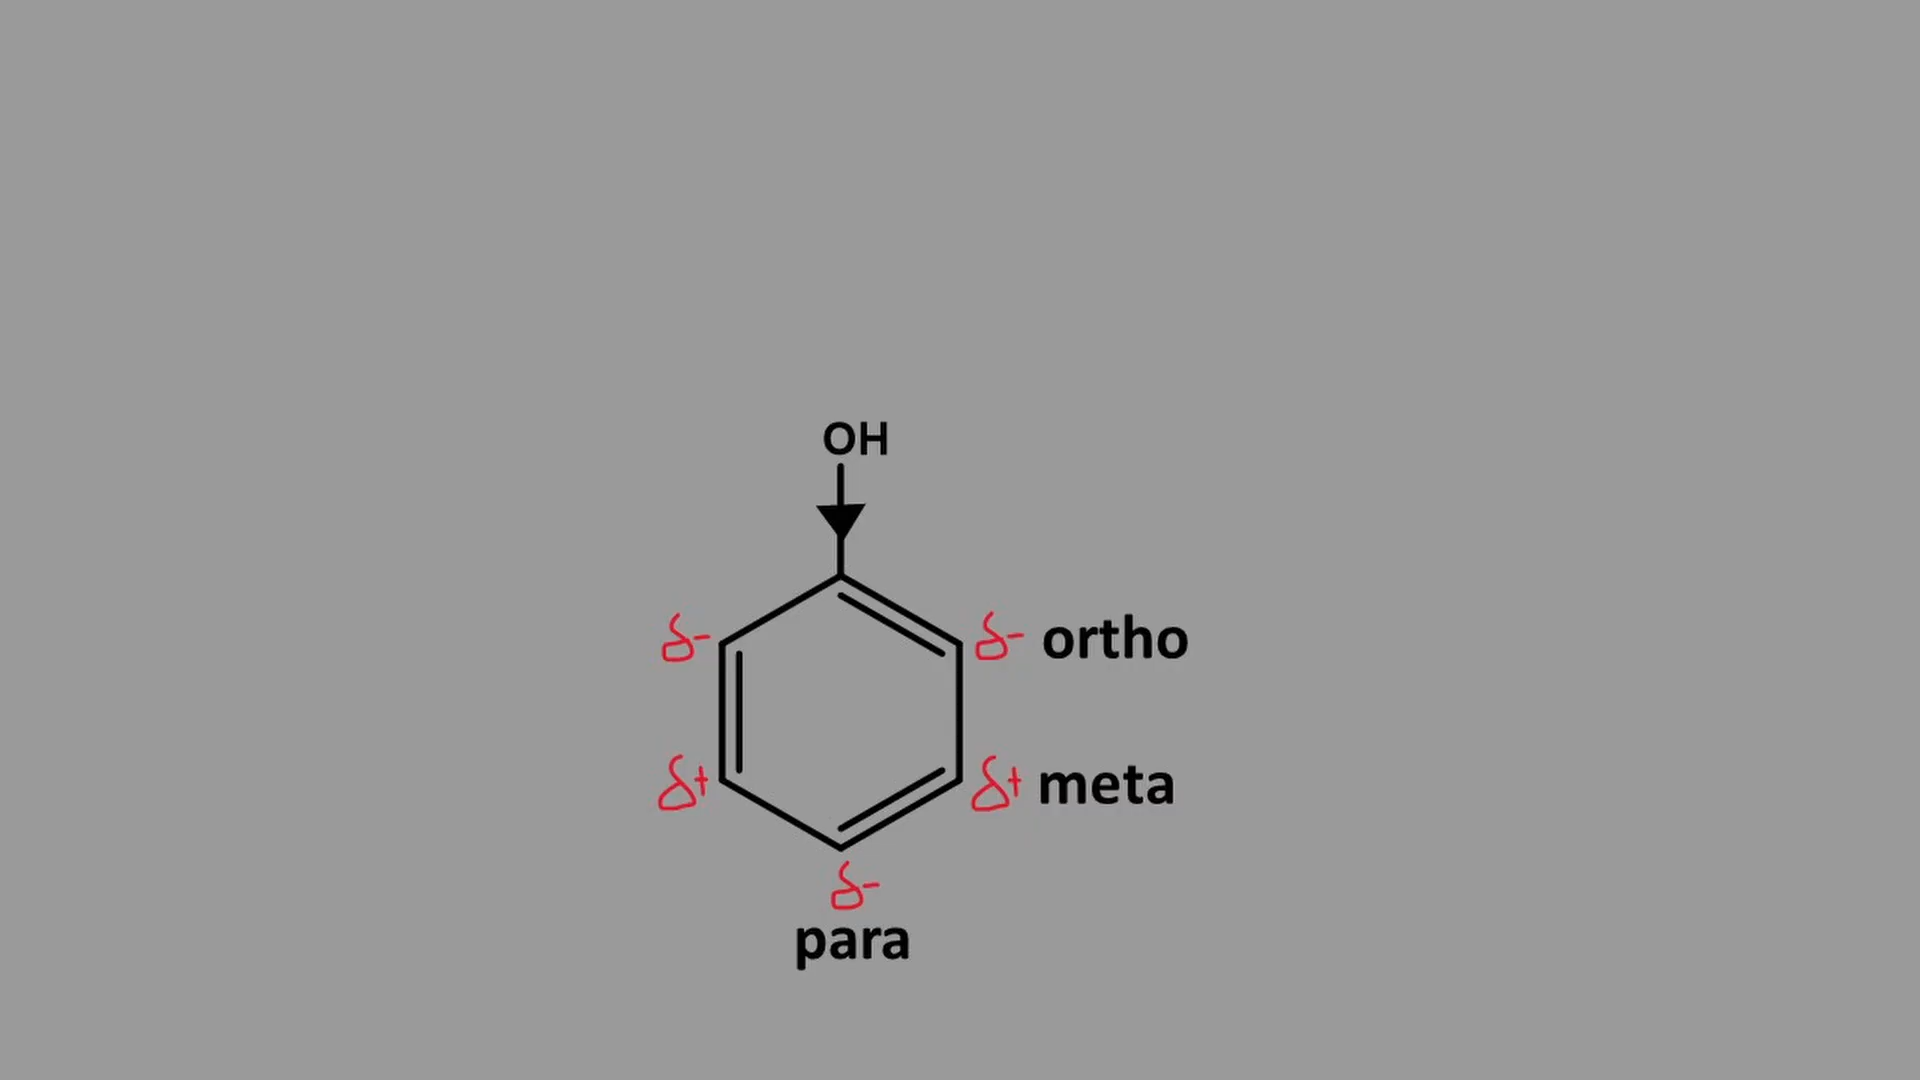 OH
δ- δ- ortho
δ+ δ+ meta
δ-
para